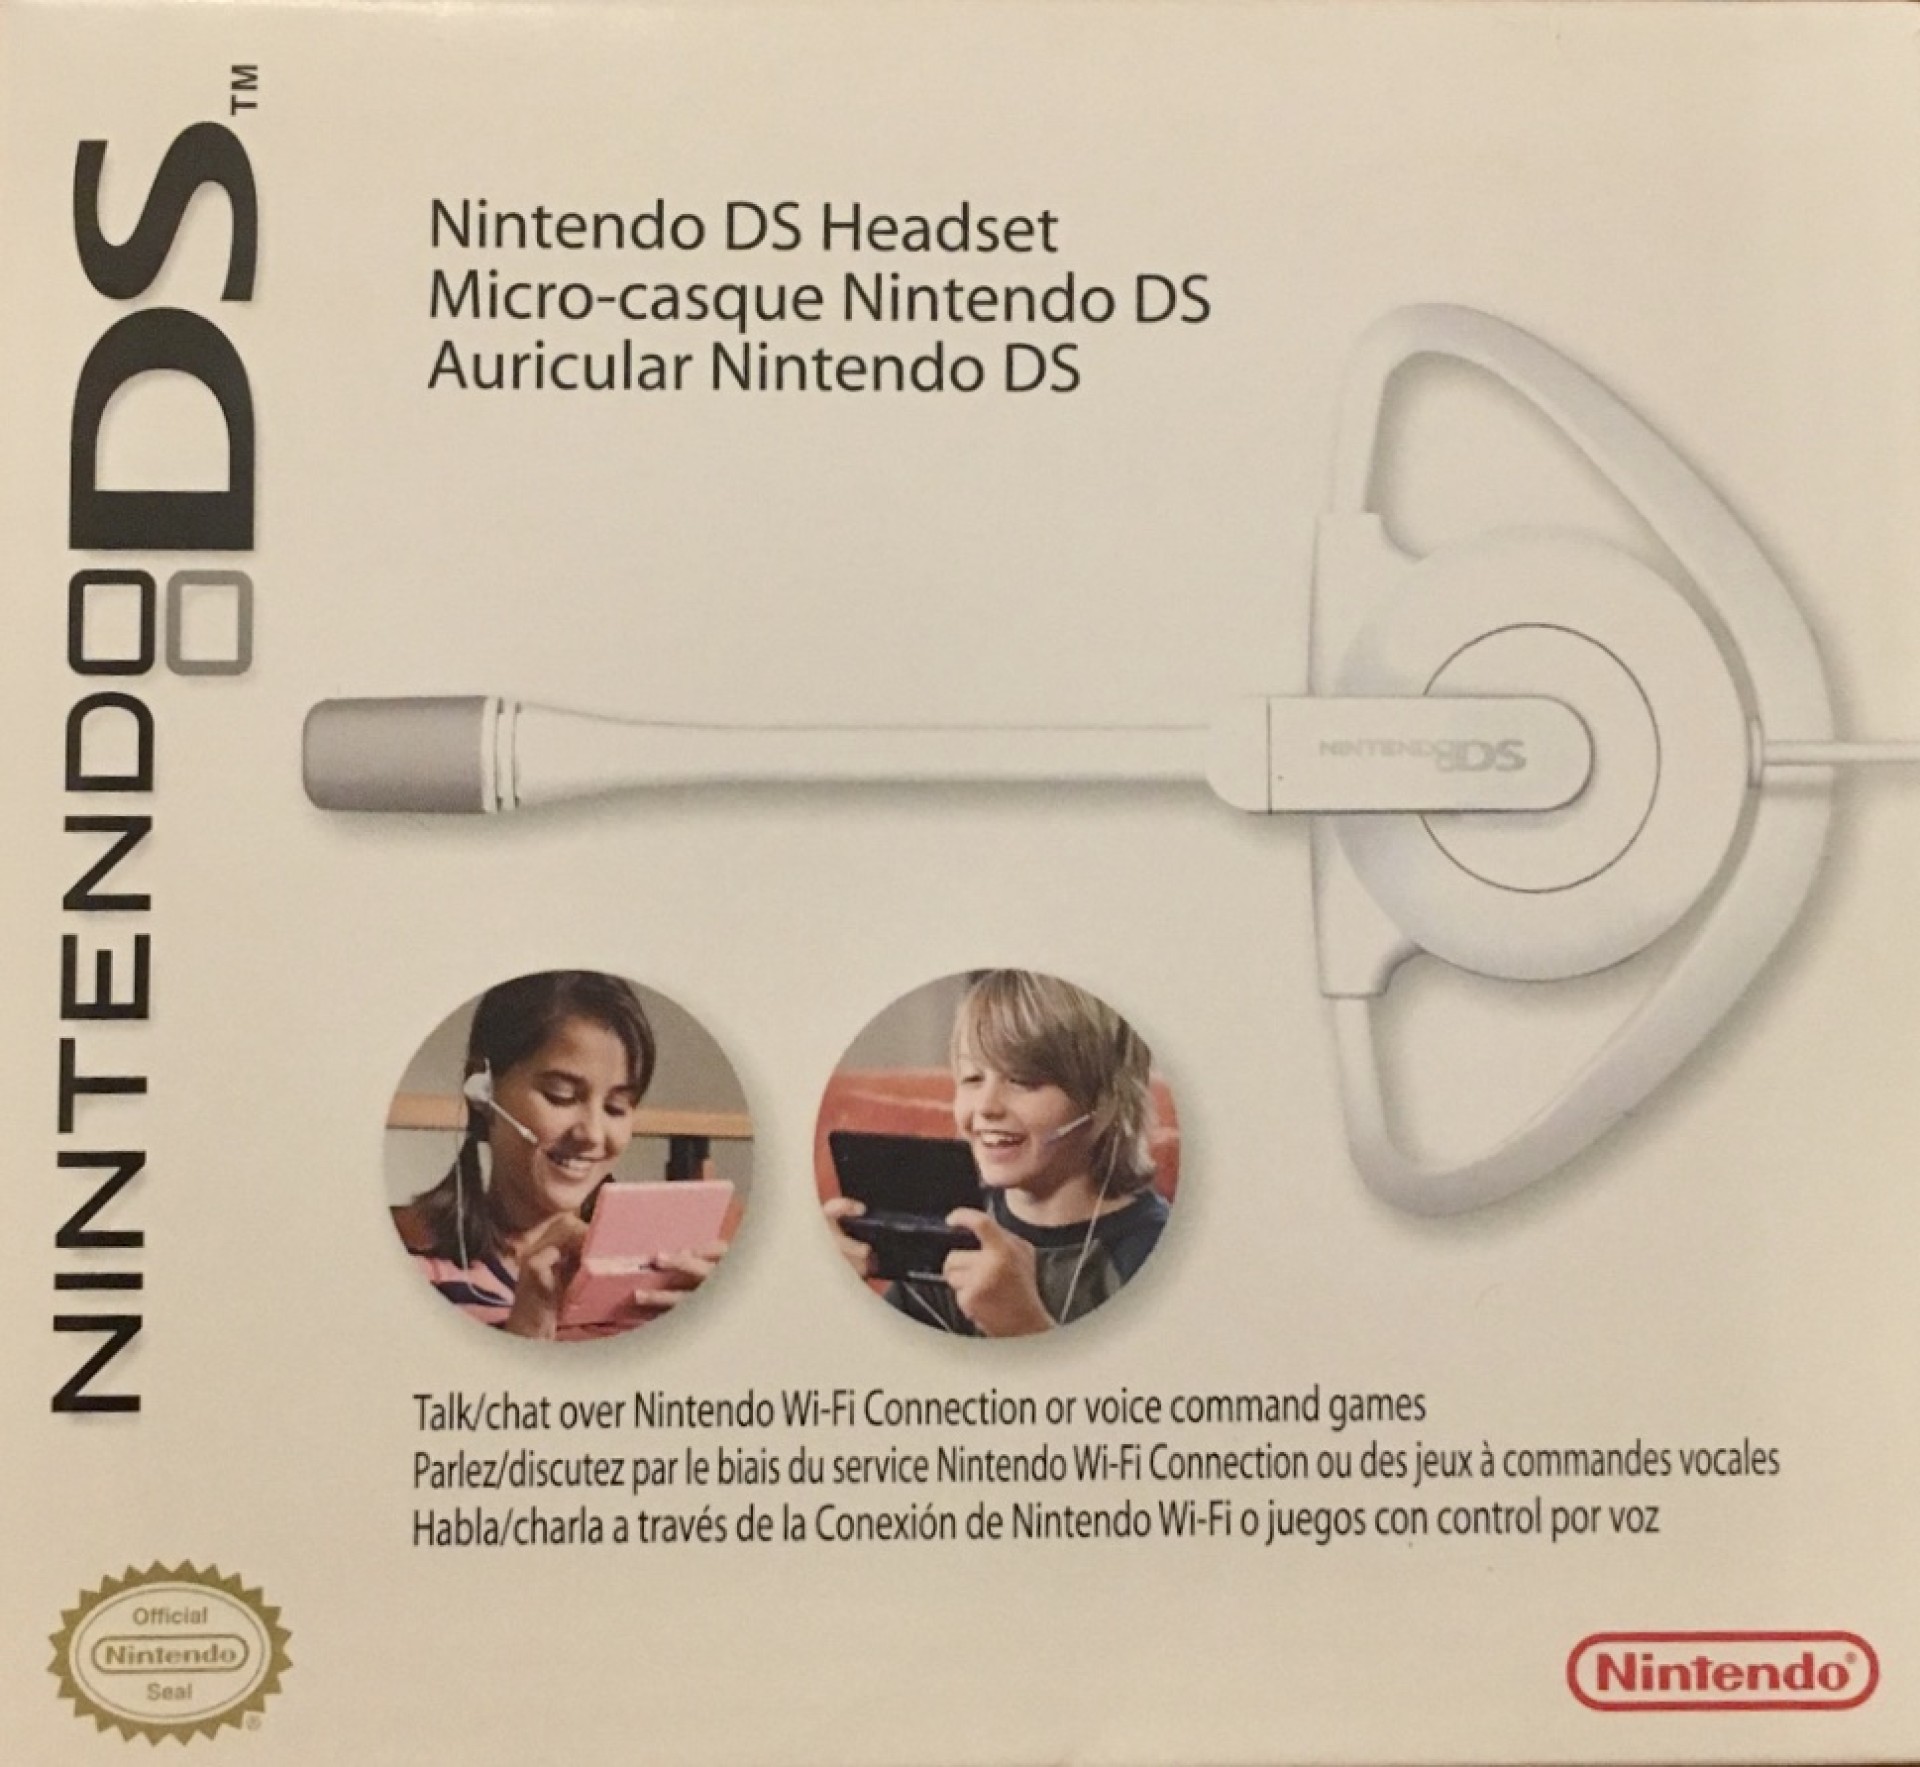 NINTENDO DS™
Nintendo DS Headset
Micro-casque Nintendo DS
Auricular Nintendo DS
NINTENDO DS
Talk/chat over Nintendo Wi-Fi Connection or voice command games
Parlez/discutez par le biais du service Nintendo Wi-Fi Connection ou des jeux à commandes vocales
Habla/charla a través de la Conexión de Nintendo Wi-Fi o juegos con control por voz
Official
Nintendo
Seal
®
Nintendo®